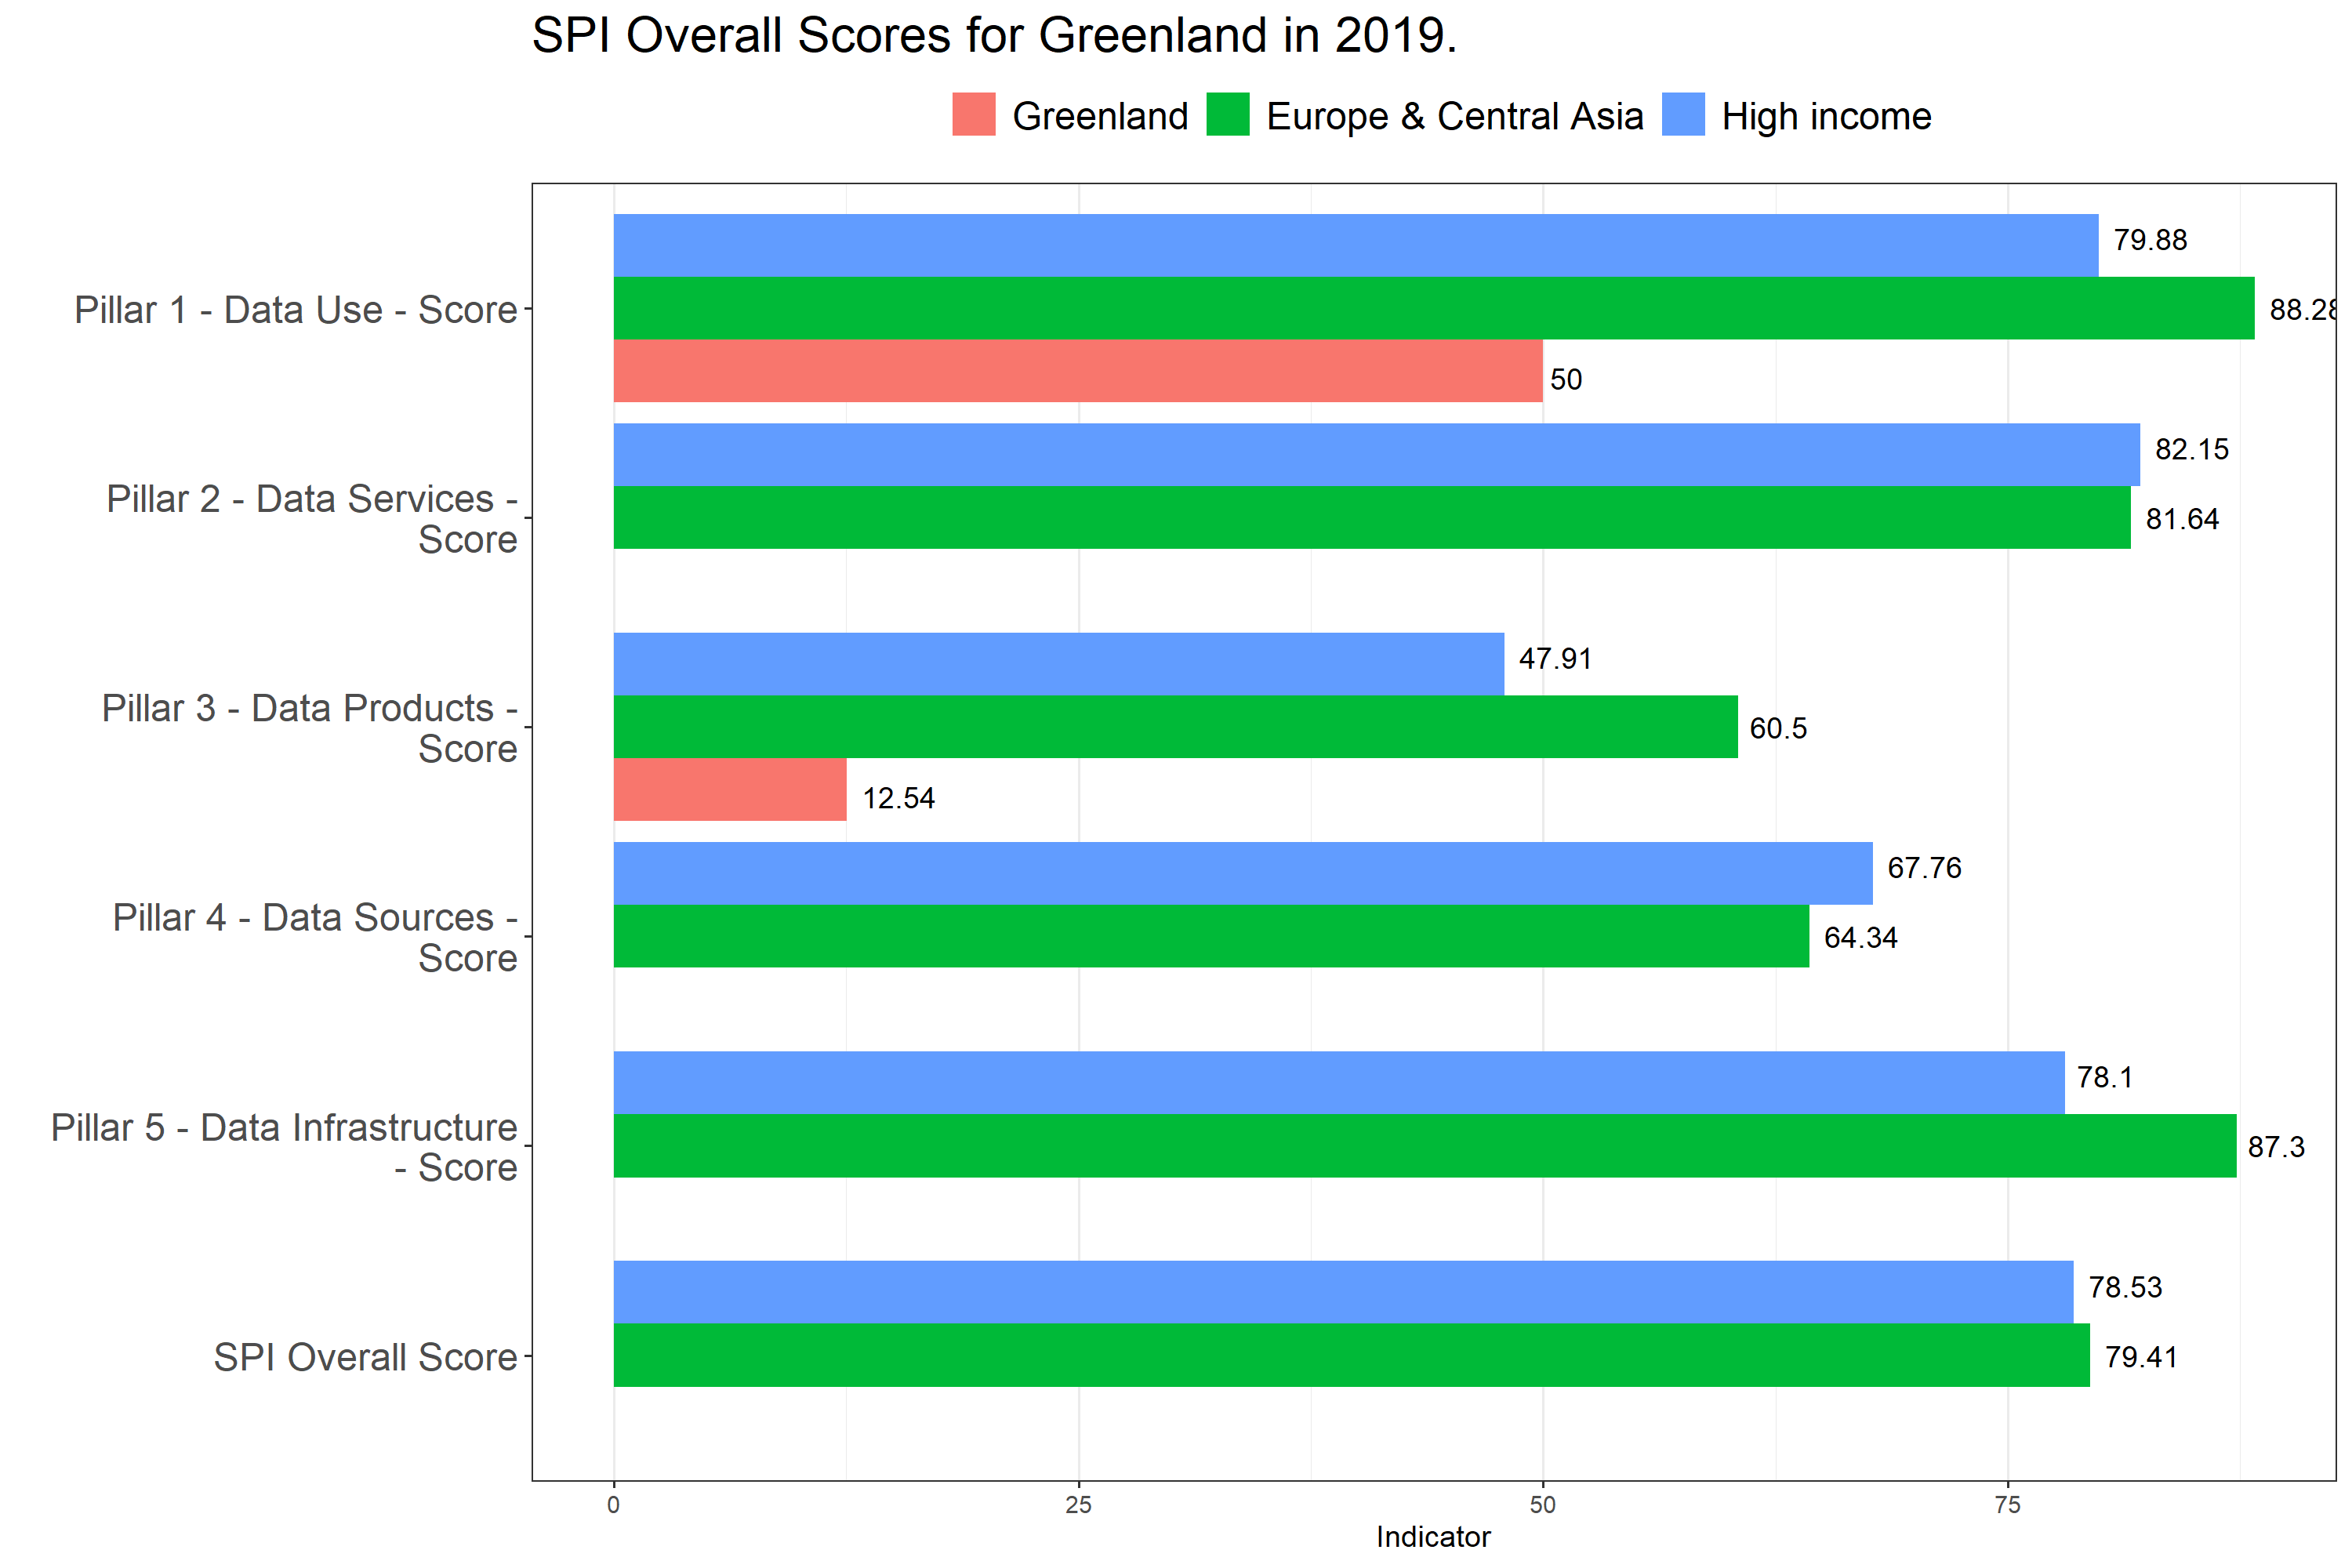 SPI Overall Scores for Greenland in 2019.
Greenland Europe & Central Asia High income
Pillar 1 - Data Use - Score
79.88
88.28
50
Pillar 2 - Data Services -
Score
82.15
81.64
Pillar 3 - Data Products -
Score
47.91
60.5
12.54
Pillar 4 - Data Sources -
Score
67.76
64.34
Pillar 5 - Data Infrastructure
- Score
78.1
87.3
SPI Overall Score
78.53
79.41
0 25 50 75
Indicator